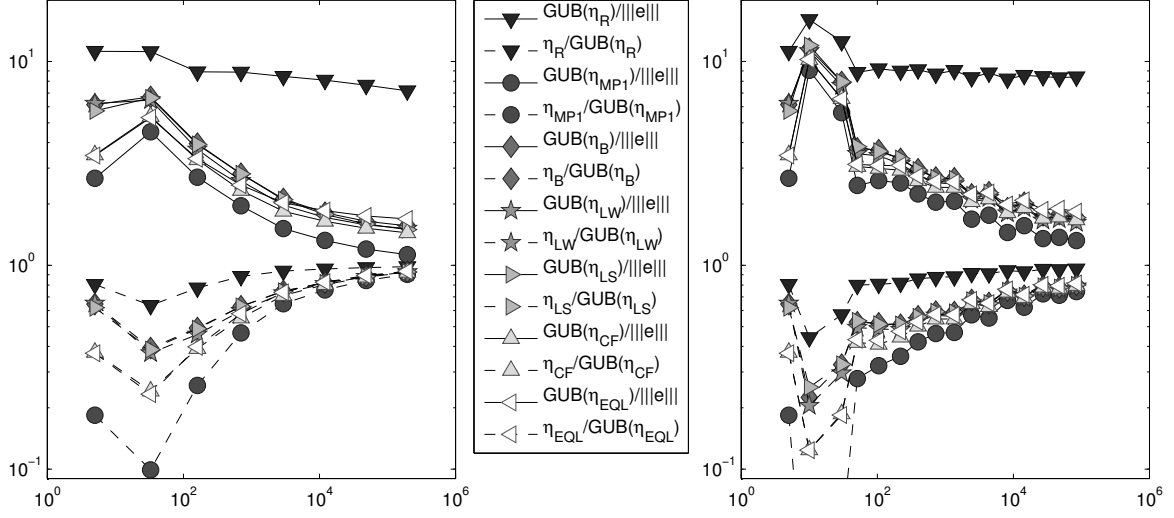 10^1
10^0
10^-1
10^0
10^2
10^4
10^6
GUB(η_R)/|||e|||
η_R/GUB(η_R)
GUB(η_MP1)/|||e|||
η_MP1/GUB(η_MP1)
GUB(η_B)/|||e|||
η_B/GUB(η_B)
GUB(η_LW)/|||e|||
η_LW/GUB(η_LW)
GUB(η_LS)/|||e|||
η_LS/GUB(η_LS)
GUB(η_CF)/|||e|||
η_CF/GUB(η_CF)
GUB(η_EQL)/|||e|||
η_EQL/GUB(η_EQL)
10^1
10^0
10^-1
10^0
10^2
10^4
10^6